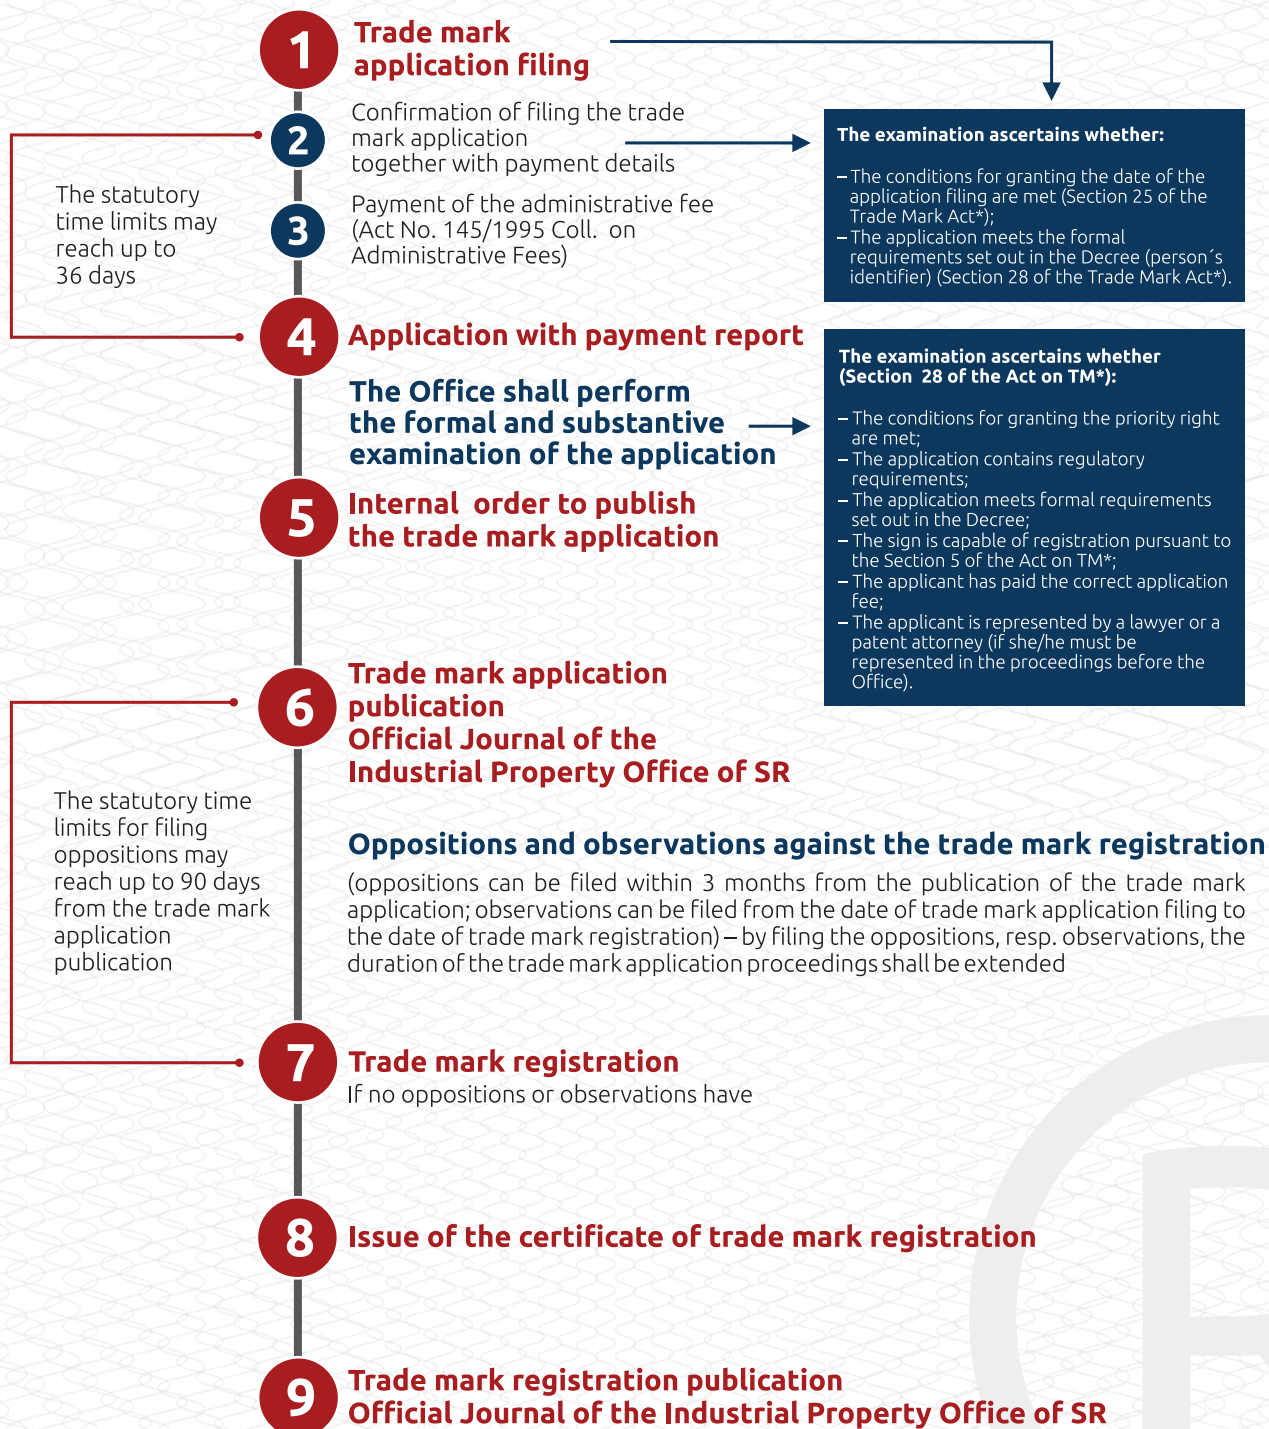 1
Trade mark
application filing
2
Confirmation of filing the trade
mark application
together with payment details
The examination ascertains whether:
– The conditions for granting the date of the
application filing are met (Section 25 of the
Trade Mark Act*);
– The application meets the formal
requirements set out in the Decree (person´s
identifier) (Section 28 of the Trade Mark Act*).
The statutory
time limits may
reach up to
36 days
3
Payment of the administrative fee
(Act No. 145/1995 Coll. on
Administrative Fees)
4
Application with payment report
The Office shall perform
the formal and substantive
examination of the application
The examination ascertains whether
(Section 28 of the Act on TM*):
– The conditions for granting the priority right
are met;
– The application contains regulatory
requirements;
– The application meets formal requirements
set out in the Decree;
– The sign is capable of registration pursuant to
the Section 5 of the Act on TM*;
– The applicant has paid the correct application
fee;
– The applicant is represented by a lawyer or a
patent attorney (if she/he must be
represented in the proceedings before the
Office).
5
Internal order to publish
the trade mark application
6
Trade mark application
publication
Official Journal of the
Industrial Property Office of SR
The statutory time
limits for filing
oppositions may
reach up to 90 days
from the trade mark
application
publication
Oppositions and observations against the trade mark registration
(oppositions can be filed within 3 months from the publication of the trade mark
application; observations can be filed from the date of trade mark application filing to
the date of trade mark registration) – by filing the oppositions, resp. observations, the
duration of the trade mark application proceedings shall be extended
7
Trade mark registration
If no oppositions or observations have
8
Issue of the certificate of trade mark registration
9
Trade mark registration publication
Official Journal of the Industrial Property Office of SR